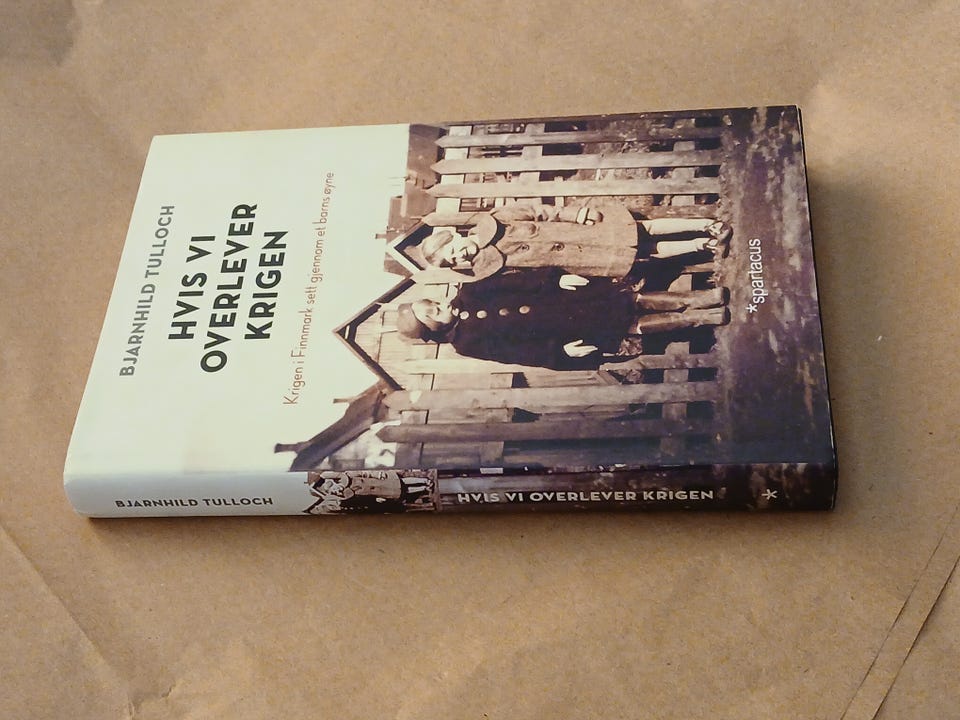 BJARNHILD TULLOCH
HVIS VI
OVERLEVER
KRIGEN
Krigen i Finnmark sett gjennom et barns øyne
*spartacus
BJARNHILD TULLOCH
HVIS VI OVERLEVER KRIGEN
*